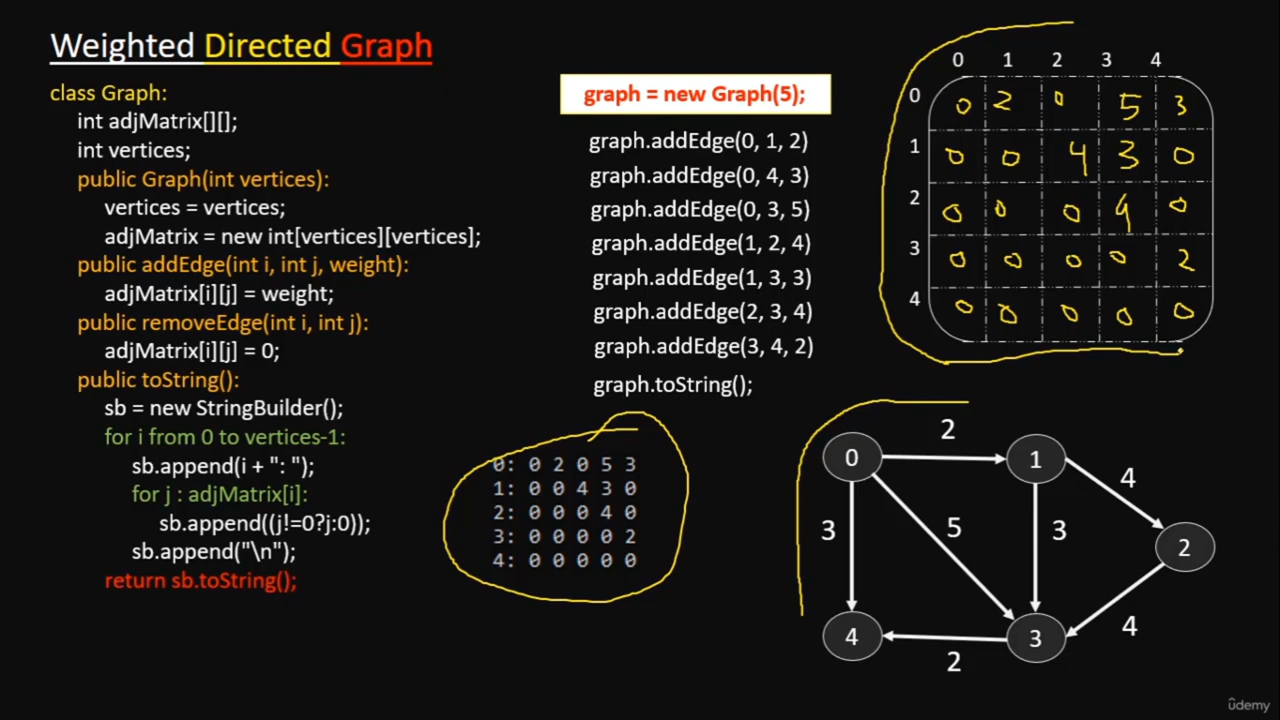 Weighted Directed Graph
class Graph:
int adjMatrix[][];
int vertices;
public Graph(int vertices):
vertices = vertices;
adjMatrix = new int[vertices][vertices];
public addEdge(int i, int j, weight):
adjMatrix[i][j] = weight;
public removeEdge(int i, int j):
adjMatrix[i][j] = 0;
public toString():
sb = new StringBuilder();
for i from 0 to vertices-1:
sb.append(i + ": ");
for j : adjMatrix[i]:
sb.append((j!=0?j:0));
sb.append("\n");
return sb.toString();
graph = new Graph(5);
graph.addEdge(0, 1, 2)
graph.addEdge(0, 4, 3)
graph.addEdge(0, 3, 5)
graph.addEdge(1, 2, 4)
graph.addEdge(1, 3, 3)
graph.addEdge(2, 3, 4)
graph.addEdge(3, 4, 2)
graph.toString();
0: 0 2 0 5 3
1: 0 0 4 3 0
2: 0 0 0 4 0
3: 0 0 0 0 2
4: 0 0 0 0 0
0 1 2 3 4
0 0 2 0 5 3
1 0 0 4 3 0
2 0 0 0 4 0
3 0 0 0 0 2
4 0 0 0 0 0
2
0 1
4
3 5 3
2
4 3
4
2
ûdemy